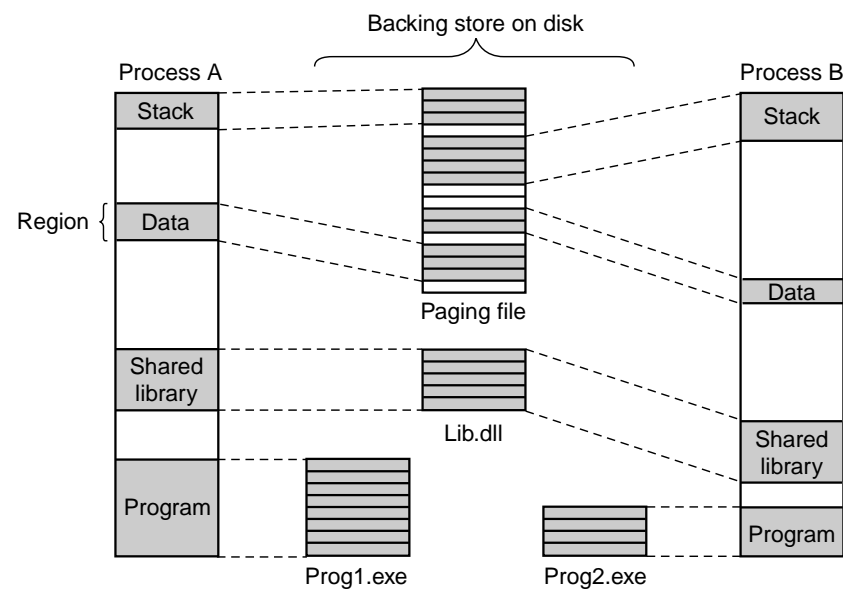 Backing store on disk
Process A
Process B
Stack
Stack
Region
Data
Data
Paging file
Shared
library
Lib.dll
Shared
library
Program
Program
Prog1.exe
Prog2.exe